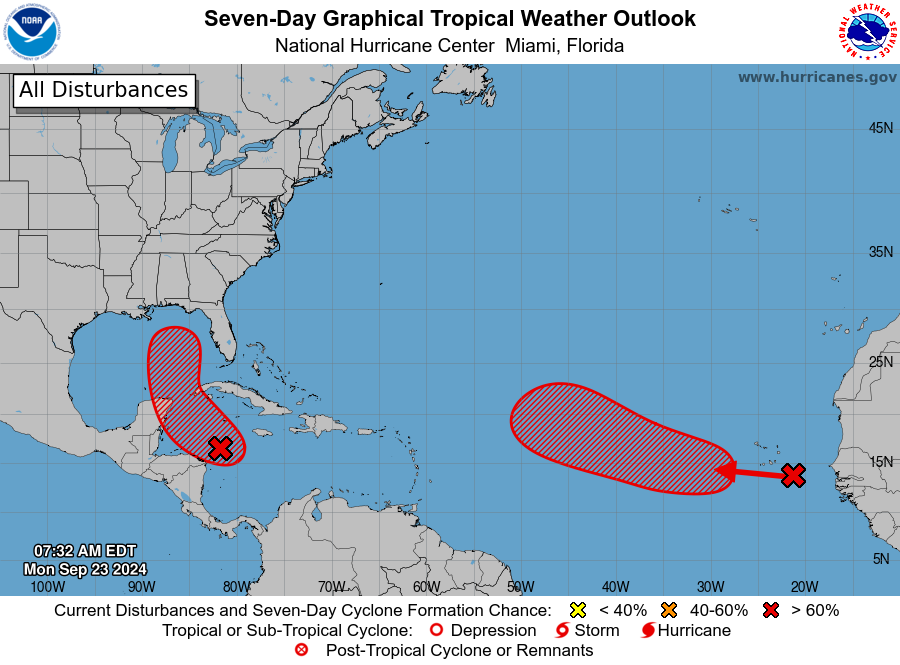 Seven-Day Graphical Tropical Weather Outlook
National Hurricane Center Miami, Florida
NOAA
NATIONAL WEATHER SERVICE
www.hurricanes.gov
All Disturbances
45N
35N
25N
15N
5N
07:32 AM EDT
Mon Sep 23 2024
100W 90W 80W 70W 60W 50W 40W 30W 20W
Current Disturbances and Seven-Day Cyclone Formation Chance: < 40% 40-60% > 60%
Tropical or Sub-Tropical Cyclone: Depression Storm Hurricane
Post-Tropical Cyclone or Remnants